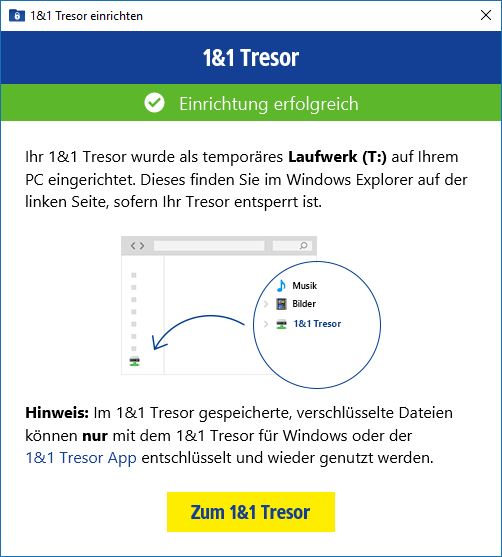 1&1 Tresor einrichten
1&1 Tresor
Einrichtung erfolgreich
Ihr 1&1 Tresor wurde als temporäres Laufwerk (T:) auf Ihrem
PC eingerichtet. Dieses finden Sie im Windows Explorer auf der
linken Seite, sofern Ihr Tresor entsperrt ist.
Musik
Bilder
1&1 Tresor
Hinweis: Im 1&1 Tresor gespeicherte, verschlüsselte Dateien
können nur mit dem 1&1 Tresor für Windows oder der
1&1 Tresor App entschlüsselt und wieder genutzt werden.
Zum 1&1 Tresor